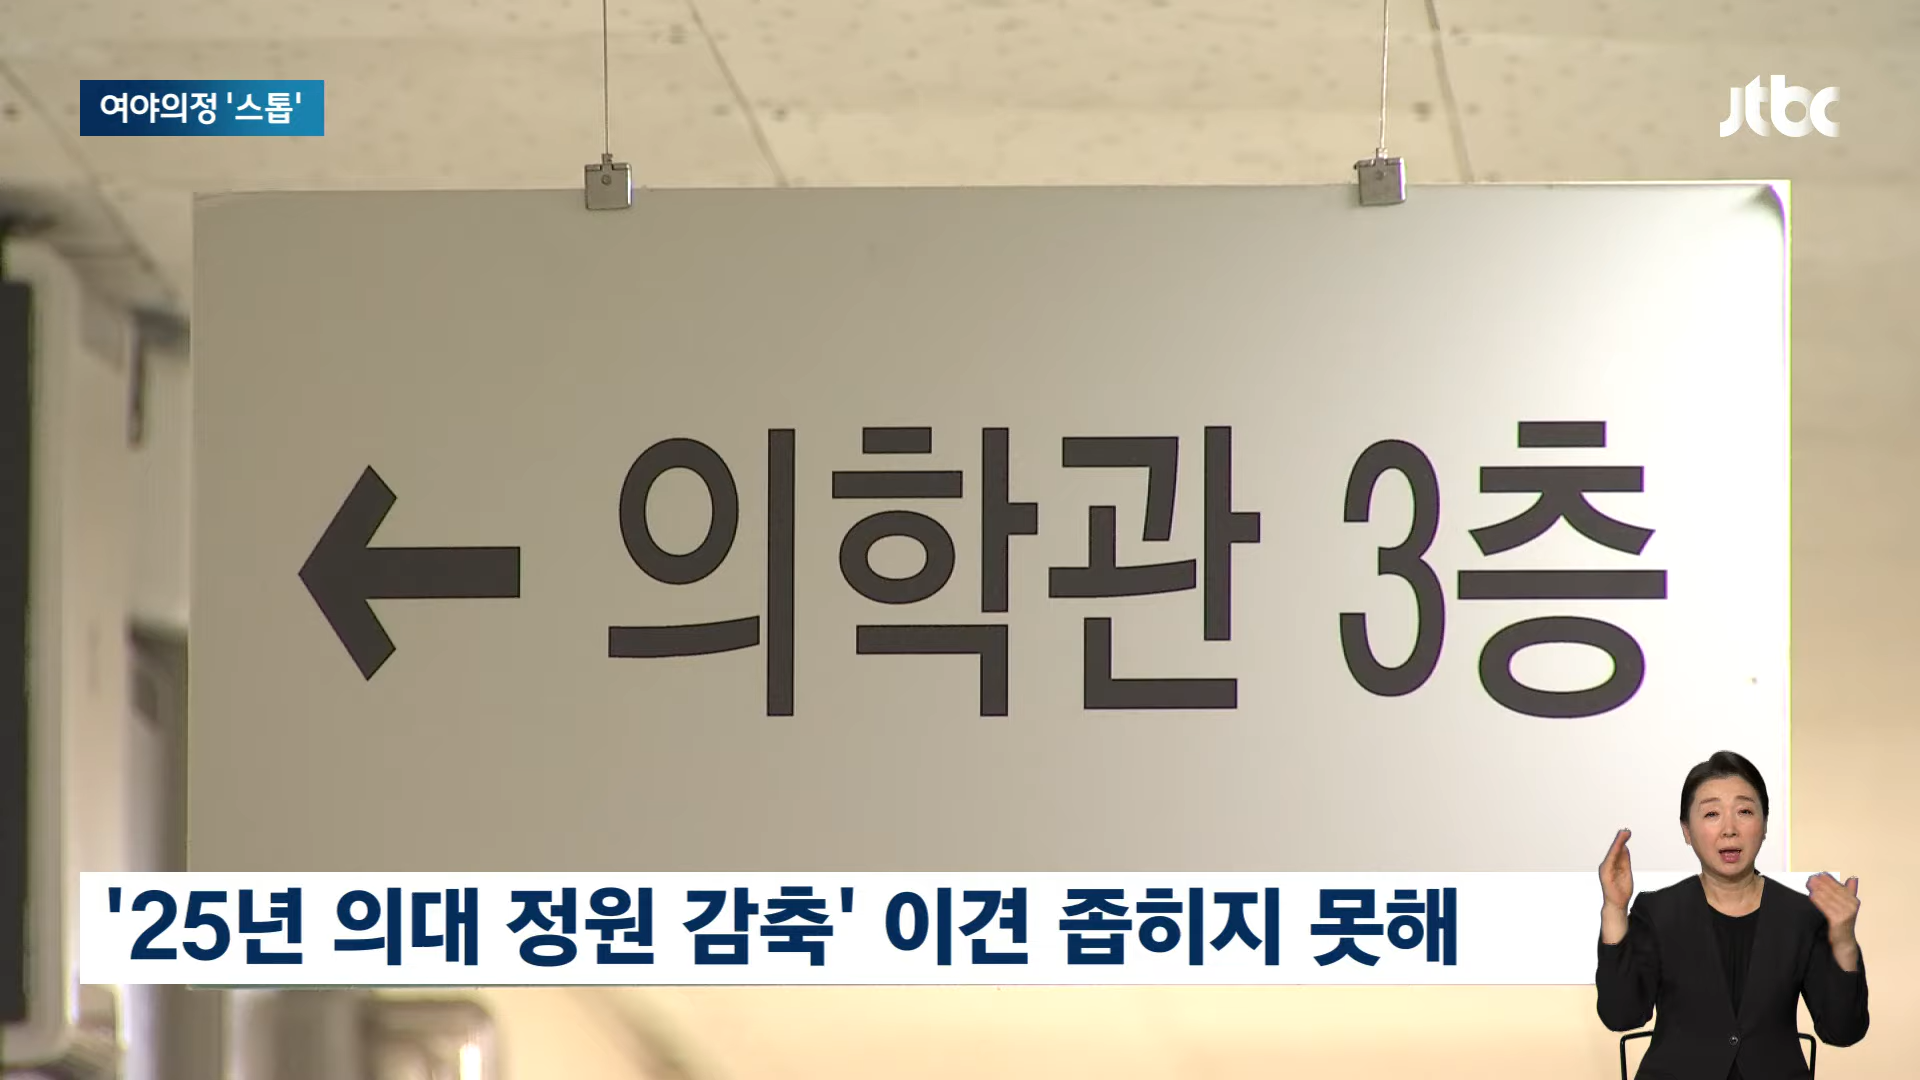 여야의정 '스톱'
jtbc
← 의학관 3층
'25년 의대 정원 감축' 이견 좁히지 못해